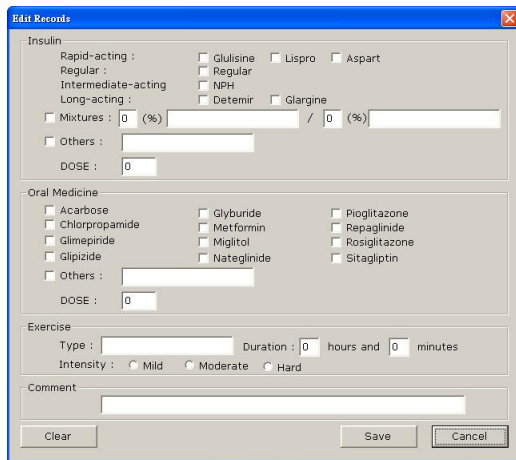 Edit Records
Insulin
Rapid-acting : Glulisine Lispro Aspart
Regular : Regular
Intermediate-acting NPH
Long-acting : Detemir Glargine
Mixtures : 0 (%) / 0 (%)
Others :
DOSE : 0
Oral Medicine
Acarbose Glyburide Pioglitazone
Chlorpropamide Metformin Repaglinide
Glimepiride Miglitol Rosiglitazone
Glipizide Nateglinide Sitagliptin
Others :
DOSE : 0
Exercise
Type : Duration : 0 hours and 0 minutes
Intensity : Mild Moderate Hard
Comment
Clear Save Cancel